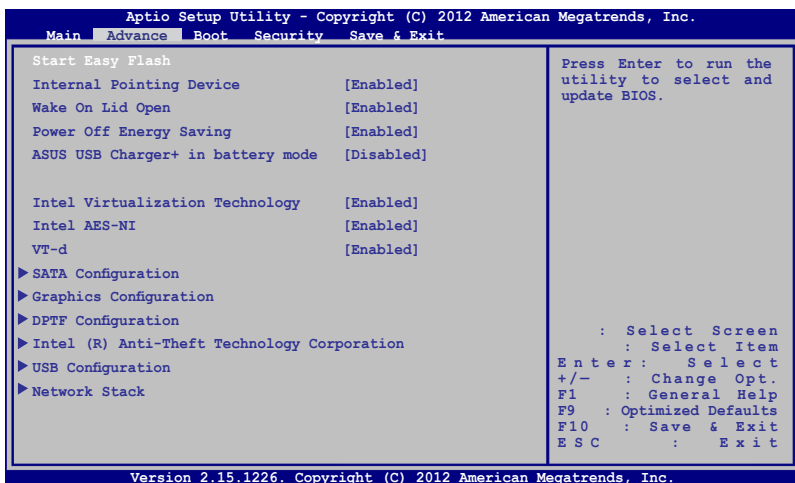 Aptio Setup Utility - Copyright (C) 2012 American Megatrends, Inc.
Main Advance Boot Security Save & Exit
Start Easy Flash
Internal Pointing Device [Enabled]
Wake On Lid Open [Enabled]
Power Off Energy Saving [Enabled]
ASUS USB Charger+ in battery mode [Disabled]
Intel Virtualization Technology [Enabled]
Intel AES-NI [Enabled]
VT-d [Enabled]
SATA Configuration
Graphics Configuration
DPTF Configuration
Intel (R) Anti-Theft Technology Corporation
USB Configuration
Network Stack
Press Enter to run the
utility to select and
update BIOS.
: Select Screen
: Select Item
Enter: Select
+/— : Change Opt.
F1 : General Help
F9 : Optimized Defaults
F10 : Save & Exit
ESC : Exit
Version 2.15.1226. Copyright (C) 2012 American Megatrends, Inc.